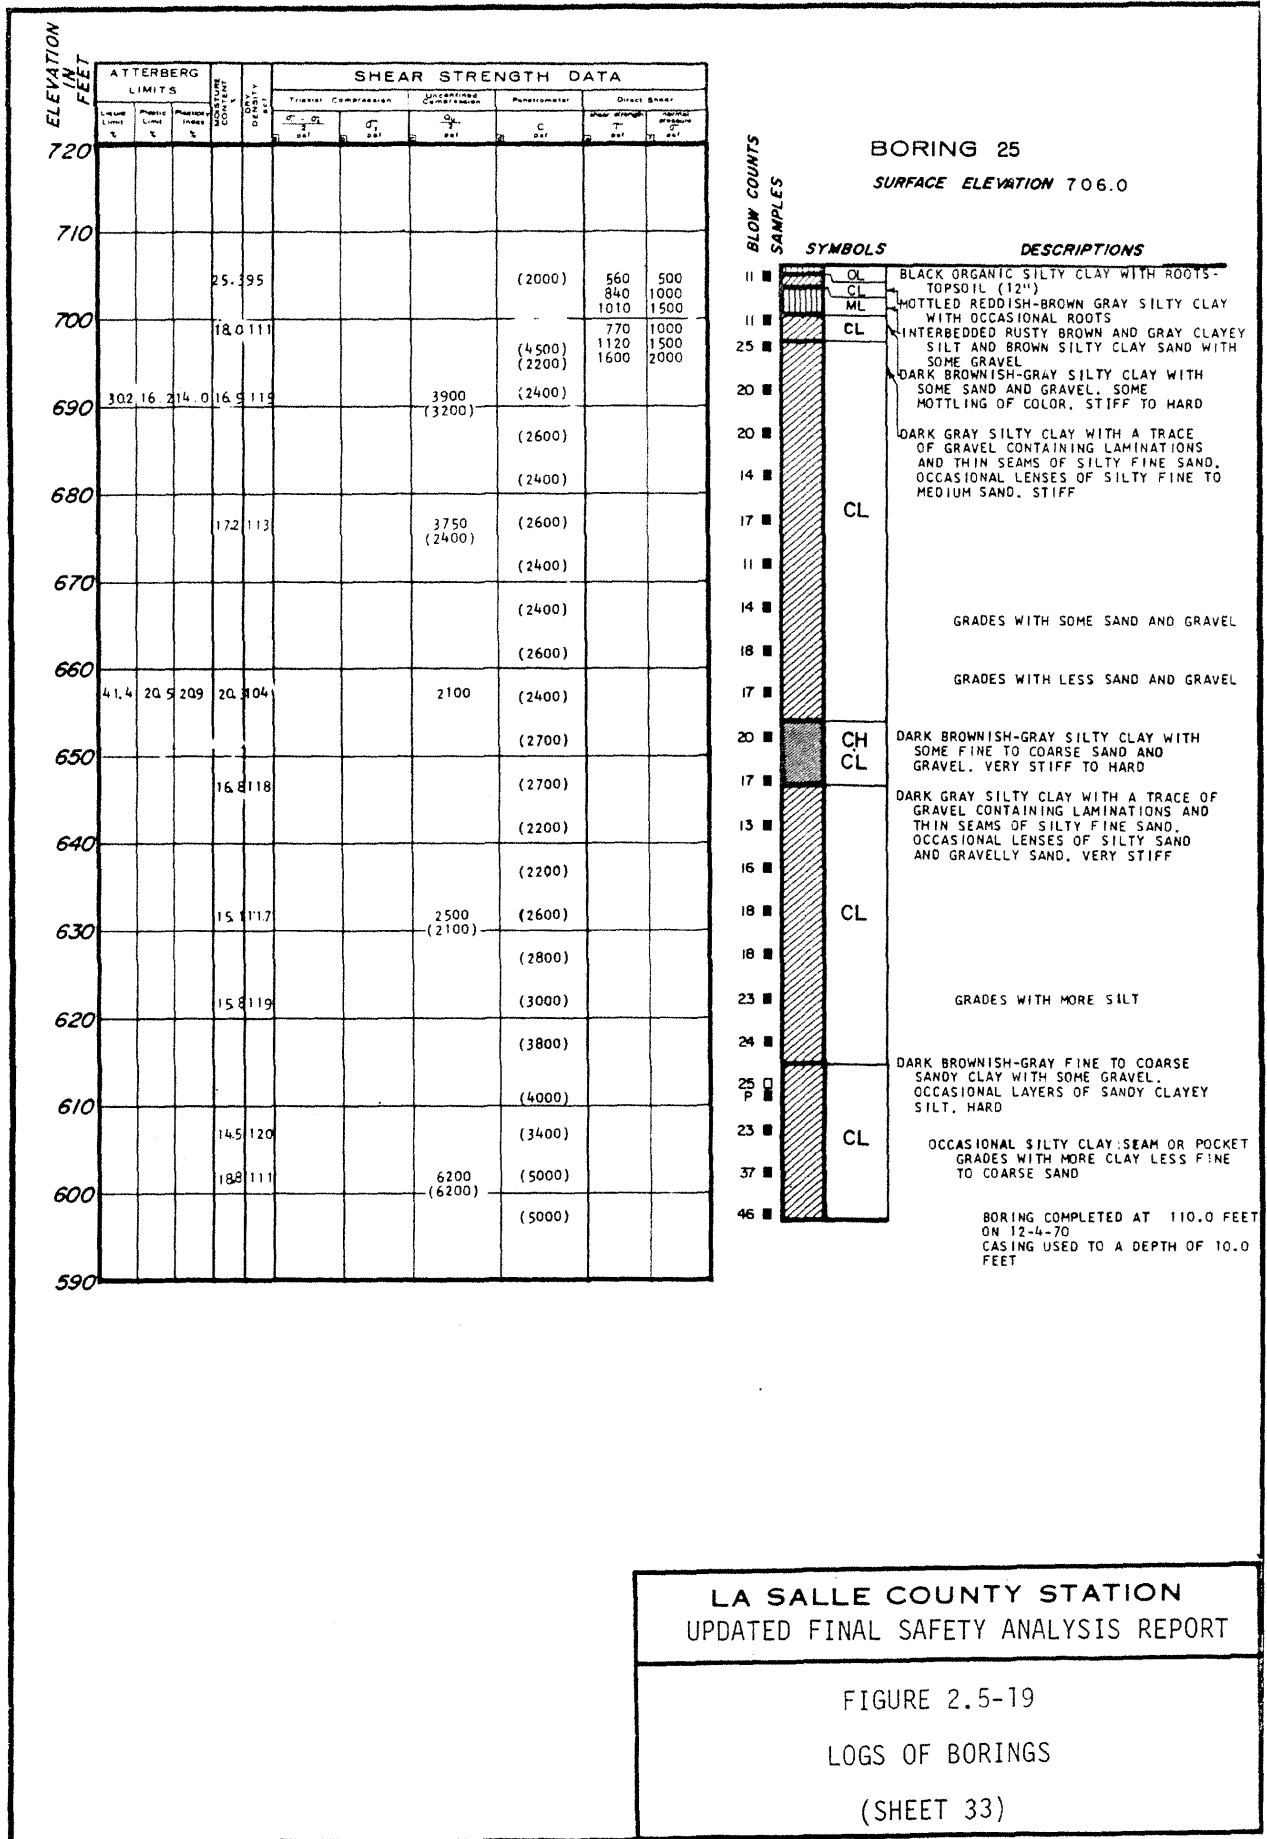 ELEVATION IN FEET
ATTERBERG LIMITS
MOISTURE CONTENT %
DRY DENSITY
SHEAR STRENGTH DATA
Triaxial Compression
Unconfined Compression
Penetrometer
Direct Shear
Liquid Limit %
Plastic Limit %
Plasticity Index %
psf
psf
psf
C psf
shear strength T psf
normal pressure σ psf
720
710
25.3 95 (2000) 560 500
840 1000
1010 1500
700
18.0 111 770 1000
(4500) 1120 1500
(2200) 1600 2000
30.2 16.2 14.0 16.9 3900 (2400)
690 (3200)
(2600)
(2400)
680
17.2 113 3750 (2600)
(2400)
(2400)
670
(2400)
(2600)
660
41.4 20.5 20.9 104 2100 (2400)
(2700)
650
16.8 118 (2700)
(2200)
640
(2200)
15.1 117 2500 (2600)
630 (2100)
(2800)
15.8 119 (3000)
620
(3800)
(4000)
610
14.5 120 (3400)
18.8 111 6200 (5000)
600 (6200)
(5000)
590
BORING 25
SURFACE ELEVATION 706.0
BLOW COUNTS
SAMPLES
SYMBOLS
DESCRIPTIONS
11
11
25
20
20
14
17
11
14
18
17
20
17
13
16
18
18
23
24
25
P
23
37
46
OL
CL
ML
CL
CL
CH
CL
CL
CL
BLACK ORGANIC SILTY CLAY WITH ROOTS-
TOPSOIL (12")
MOTTLED REDDISH-BROWN GRAY SILTY CLAY
WITH OCCASIONAL ROOTS
INTERBEDDED RUSTY BROWN AND GRAY CLAYEY
SILT AND BROWN SILTY CLAY SAND WITH
SOME GRAVEL
DARK BROWNISH-GRAY SILTY CLAY WITH
SOME SAND AND GRAVEL. SOME
MOTTLING OF COLOR. STIFF TO HARD
DARK GRAY SILTY CLAY WITH A TRACE
OF GRAVEL CONTAINING LAMINATIONS
AND THIN SEAMS OF SILTY FINE SAND.
OCCASIONAL LENSES OF SILTY FINE TO
MEDIUM SAND. STIFF
GRADES WITH SOME SAND AND GRAVEL
GRADES WITH LESS SAND AND GRAVEL
DARK BROWNISH-GRAY SILTY CLAY WITH
SOME FINE TO COARSE SAND AND
GRAVEL. VERY STIFF TO HARD
DARK GRAY SILTY CLAY WITH A TRACE OF
GRAVEL CONTAINING LAMINATIONS AND
THIN SEAMS OF SILTY FINE SAND.
OCCASIONAL LENSES OF SILTY SAND
AND GRAVELLY SAND. VERY STIFF
GRADES WITH MORE SILT
DARK BROWNISH-GRAY FINE TO COARSE
SANDY CLAY WITH SOME GRAVEL.
OCCASIONAL LAYERS OF SANDY CLAYEY
SILT. HARD
OCCASIONAL SILTY CLAY SEAM OR POCKET
GRADES WITH MORE CLAY LESS FINE
TO COARSE SAND
BORING COMPLETED AT 110.0 FEET
ON 12-4-70
CASING USED TO A DEPTH OF 10.0
FEET
LA SALLE COUNTY STATION
UPDATED FINAL SAFETY ANALYSIS REPORT
FIGURE 2.5-19
LOGS OF BORINGS
(SHEET 33)